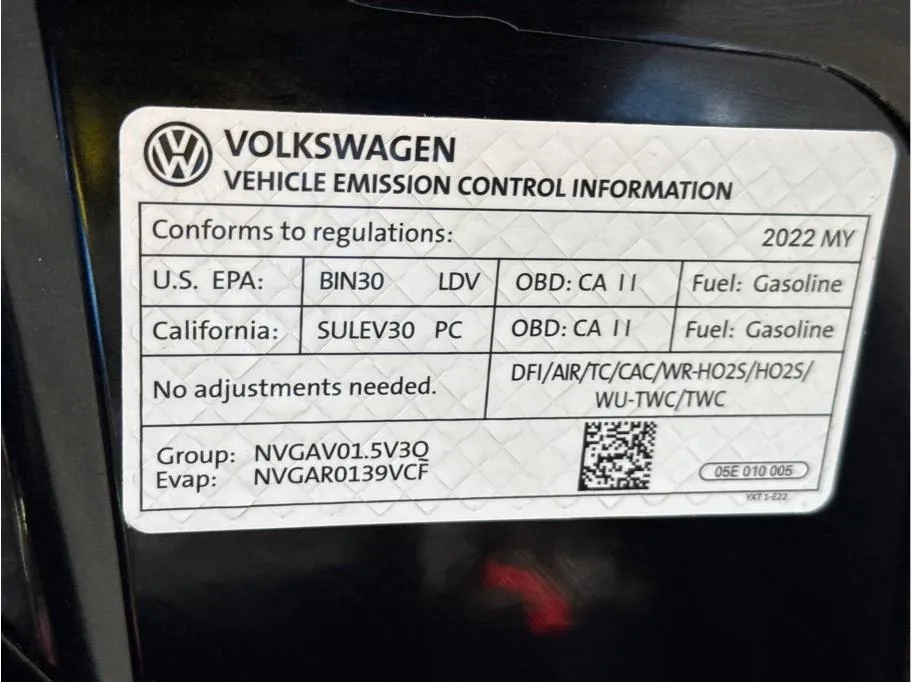 VOLKSWAGEN
VEHICLE EMISSION CONTROL INFORMATION
Conforms to regulations: 2022 MY
U.S. EPA: BIN30 LDV OBD: CA II Fuel: Gasoline
California: SULEV30 PC OBD: CA II Fuel: Gasoline
No adjustments needed. DFI/AIR/TC/CAC/WR-HO2S/HO2S/
WU-TWC/TWC
Group: NVGAV01.5V3Q
Evap: NVGAR0139VCF
05E 010 005
YXT 1-E22